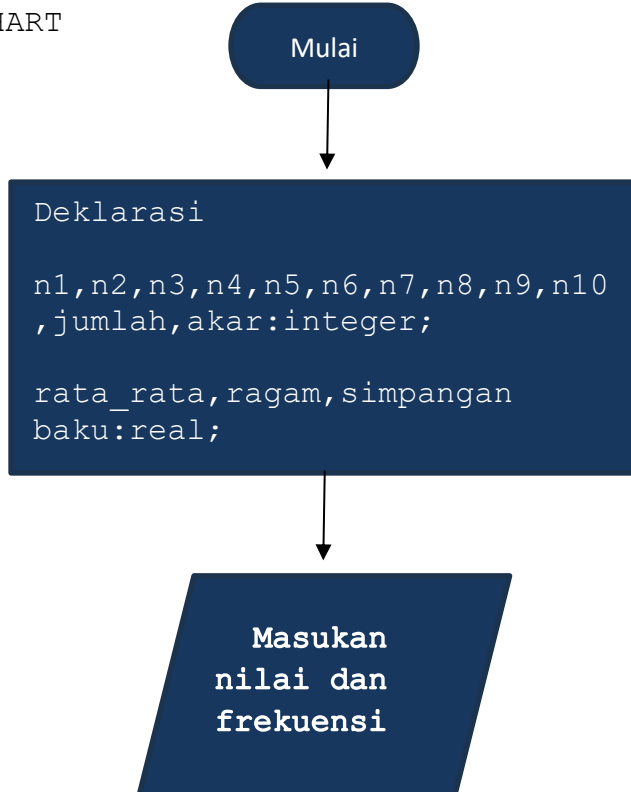 Mulai
Deklarasi
n1,n2,n3,n4,n5,n6,n7,n8,n9,n10
,jumlah,akar:integer;
rata_rata,ragam,simpangan
baku:real;
Masukan
nilai dan
frekuensi